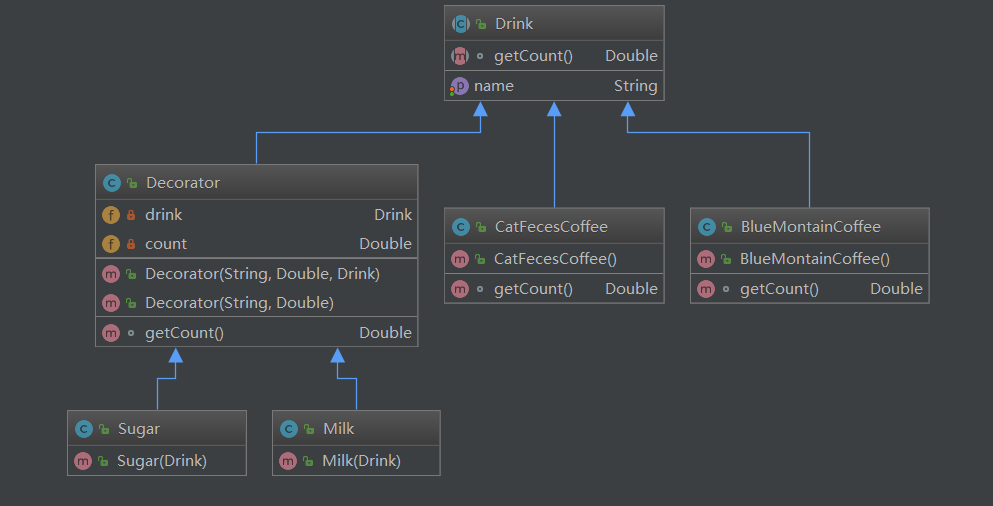 Drink
getCount() Double
name String
Decorator
drink Drink
count Double
Decorator(String, Double, Drink)
Decorator(String, Double)
getCount() Double
CatFecesCoffee
CatFecesCoffee()
getCount() Double
BlueMontainCoffee
BlueMontainCoffee()
getCount() Double
Sugar
Sugar(Drink)
Milk
Milk(Drink)